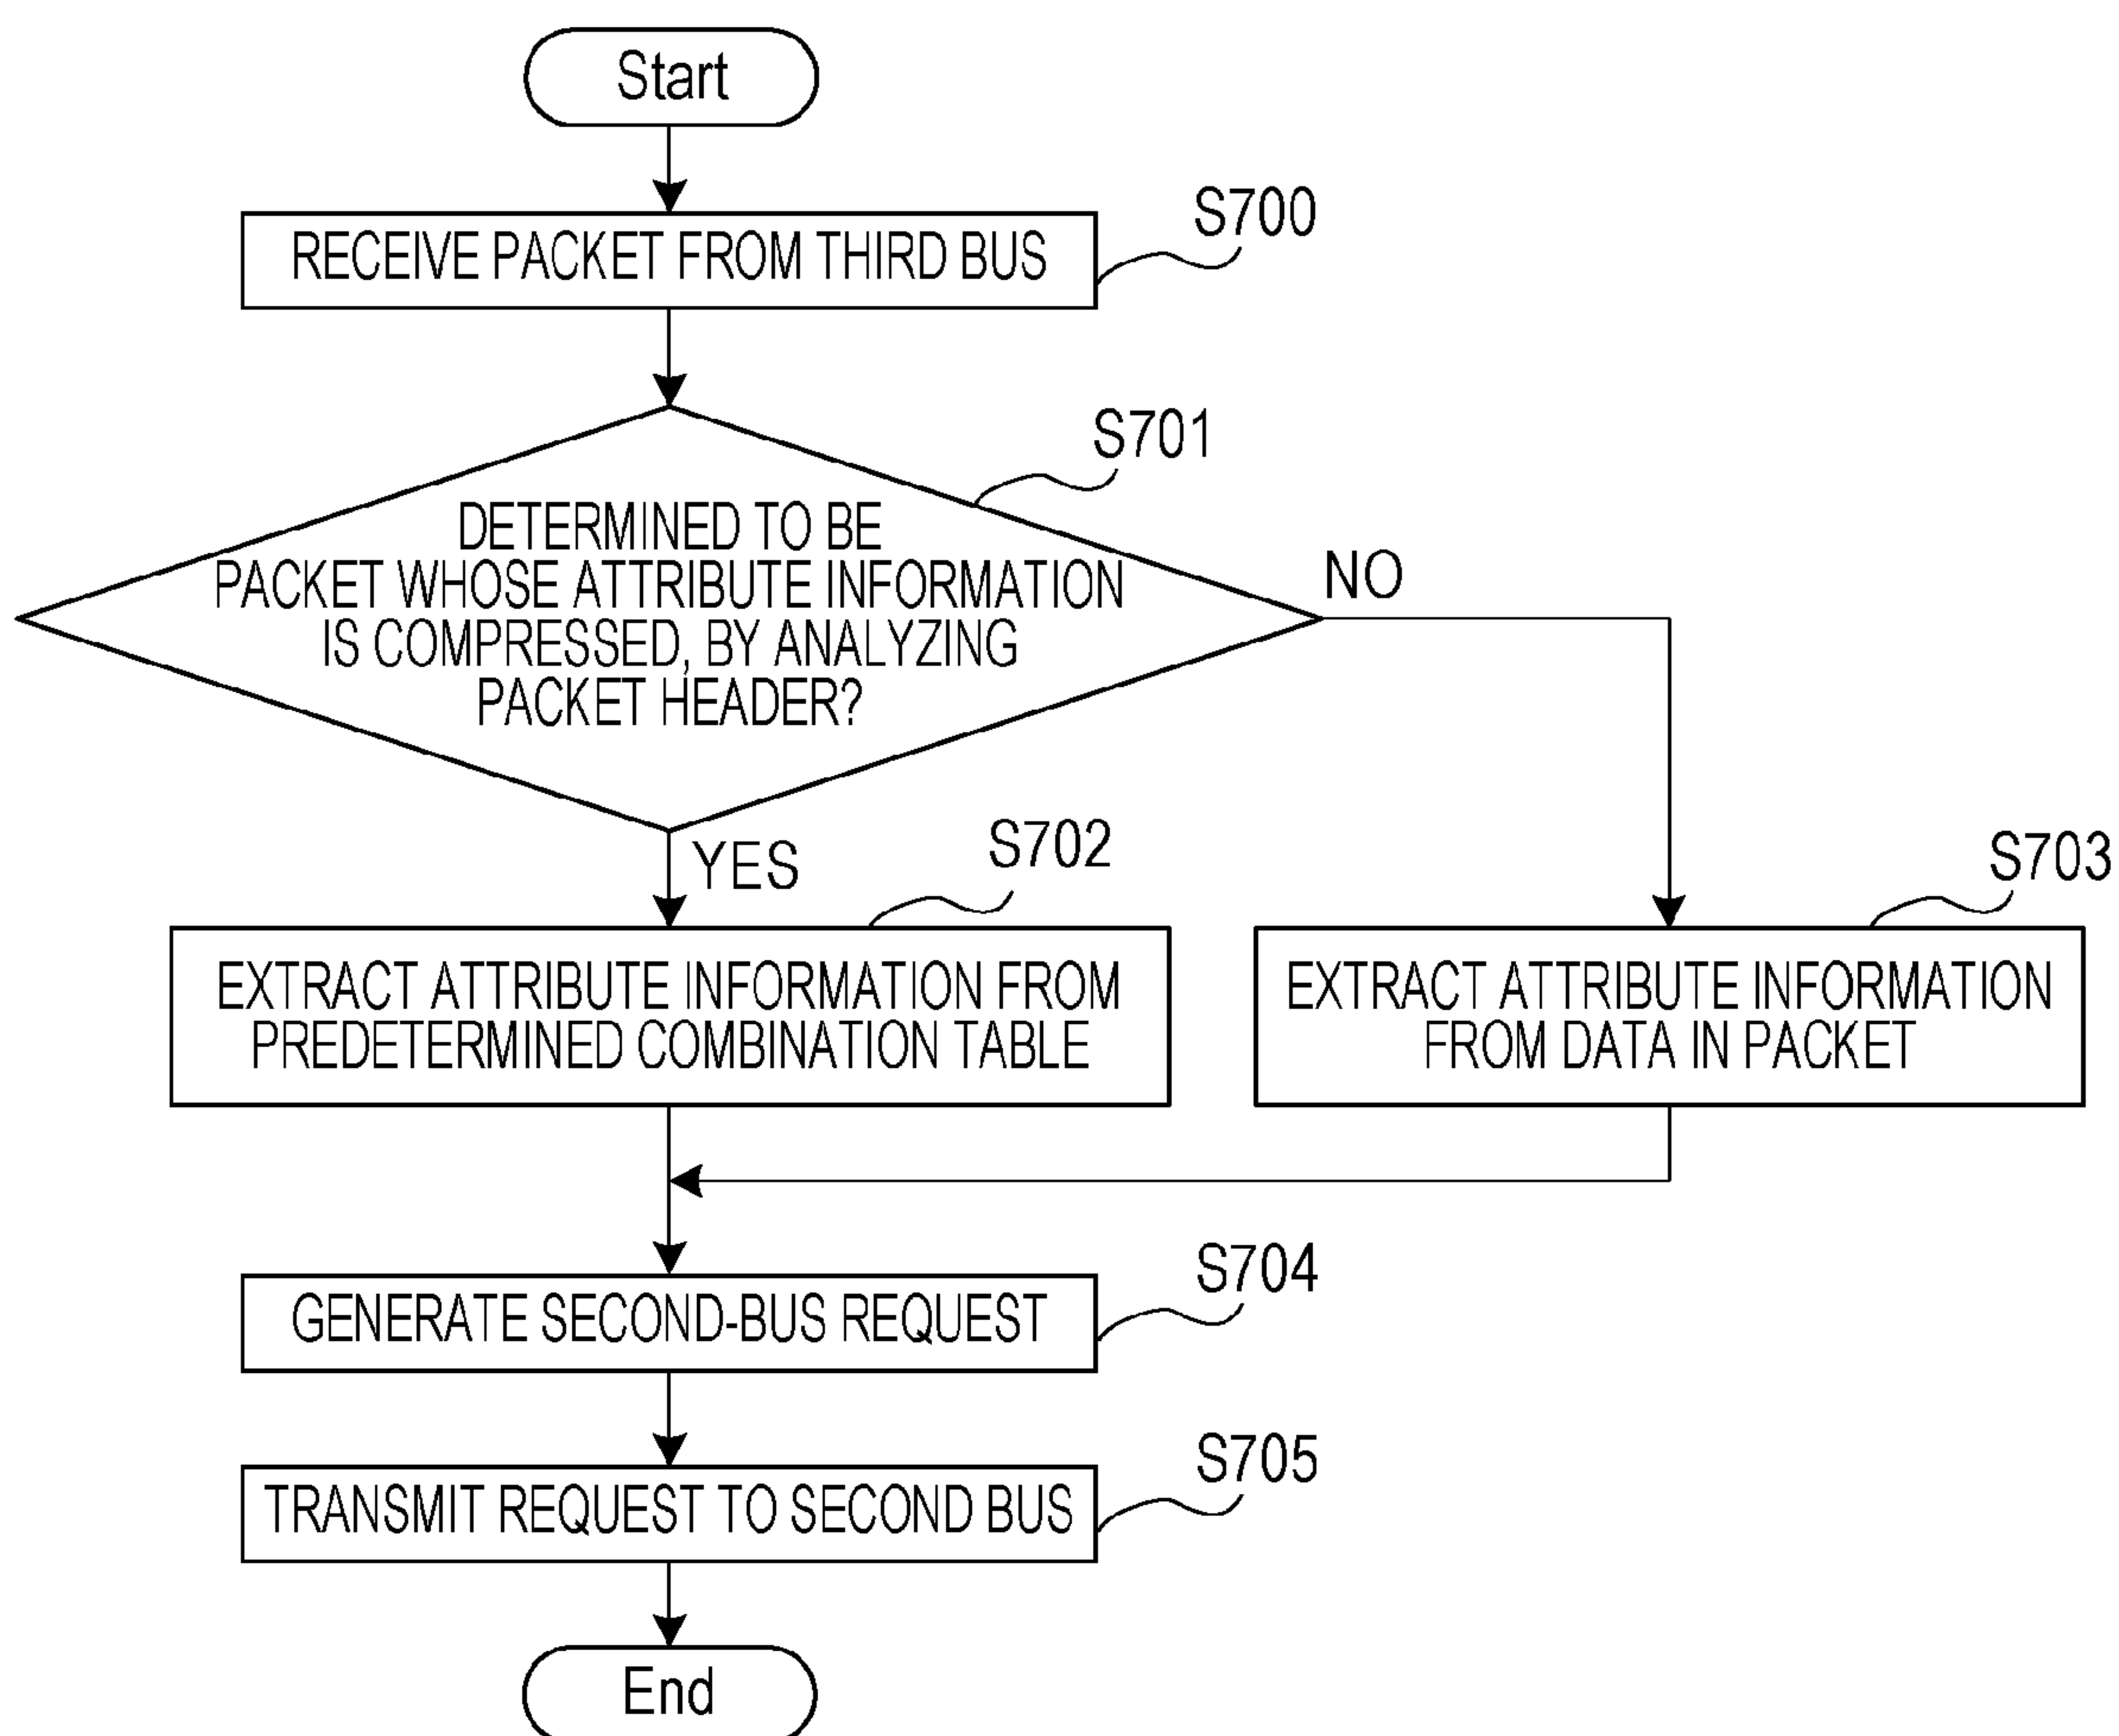 Start
S700
RECEIVE PACKET FROM THIRD BUS
S701
DETERMINED TO BE
PACKET WHOSE ATTRIBUTE INFORMATION
IS COMPRESSED, BY ANALYZING
PACKET HEADER?
NO
YES
S702
S703
EXTRACT ATTRIBUTE INFORMATION FROM
PREDETERMINED COMBINATION TABLE
EXTRACT ATTRIBUTE INFORMATION
FROM DATA IN PACKET
S704
GENERATE SECOND-BUS REQUEST
S705
TRANSMIT REQUEST TO SECOND BUS
End